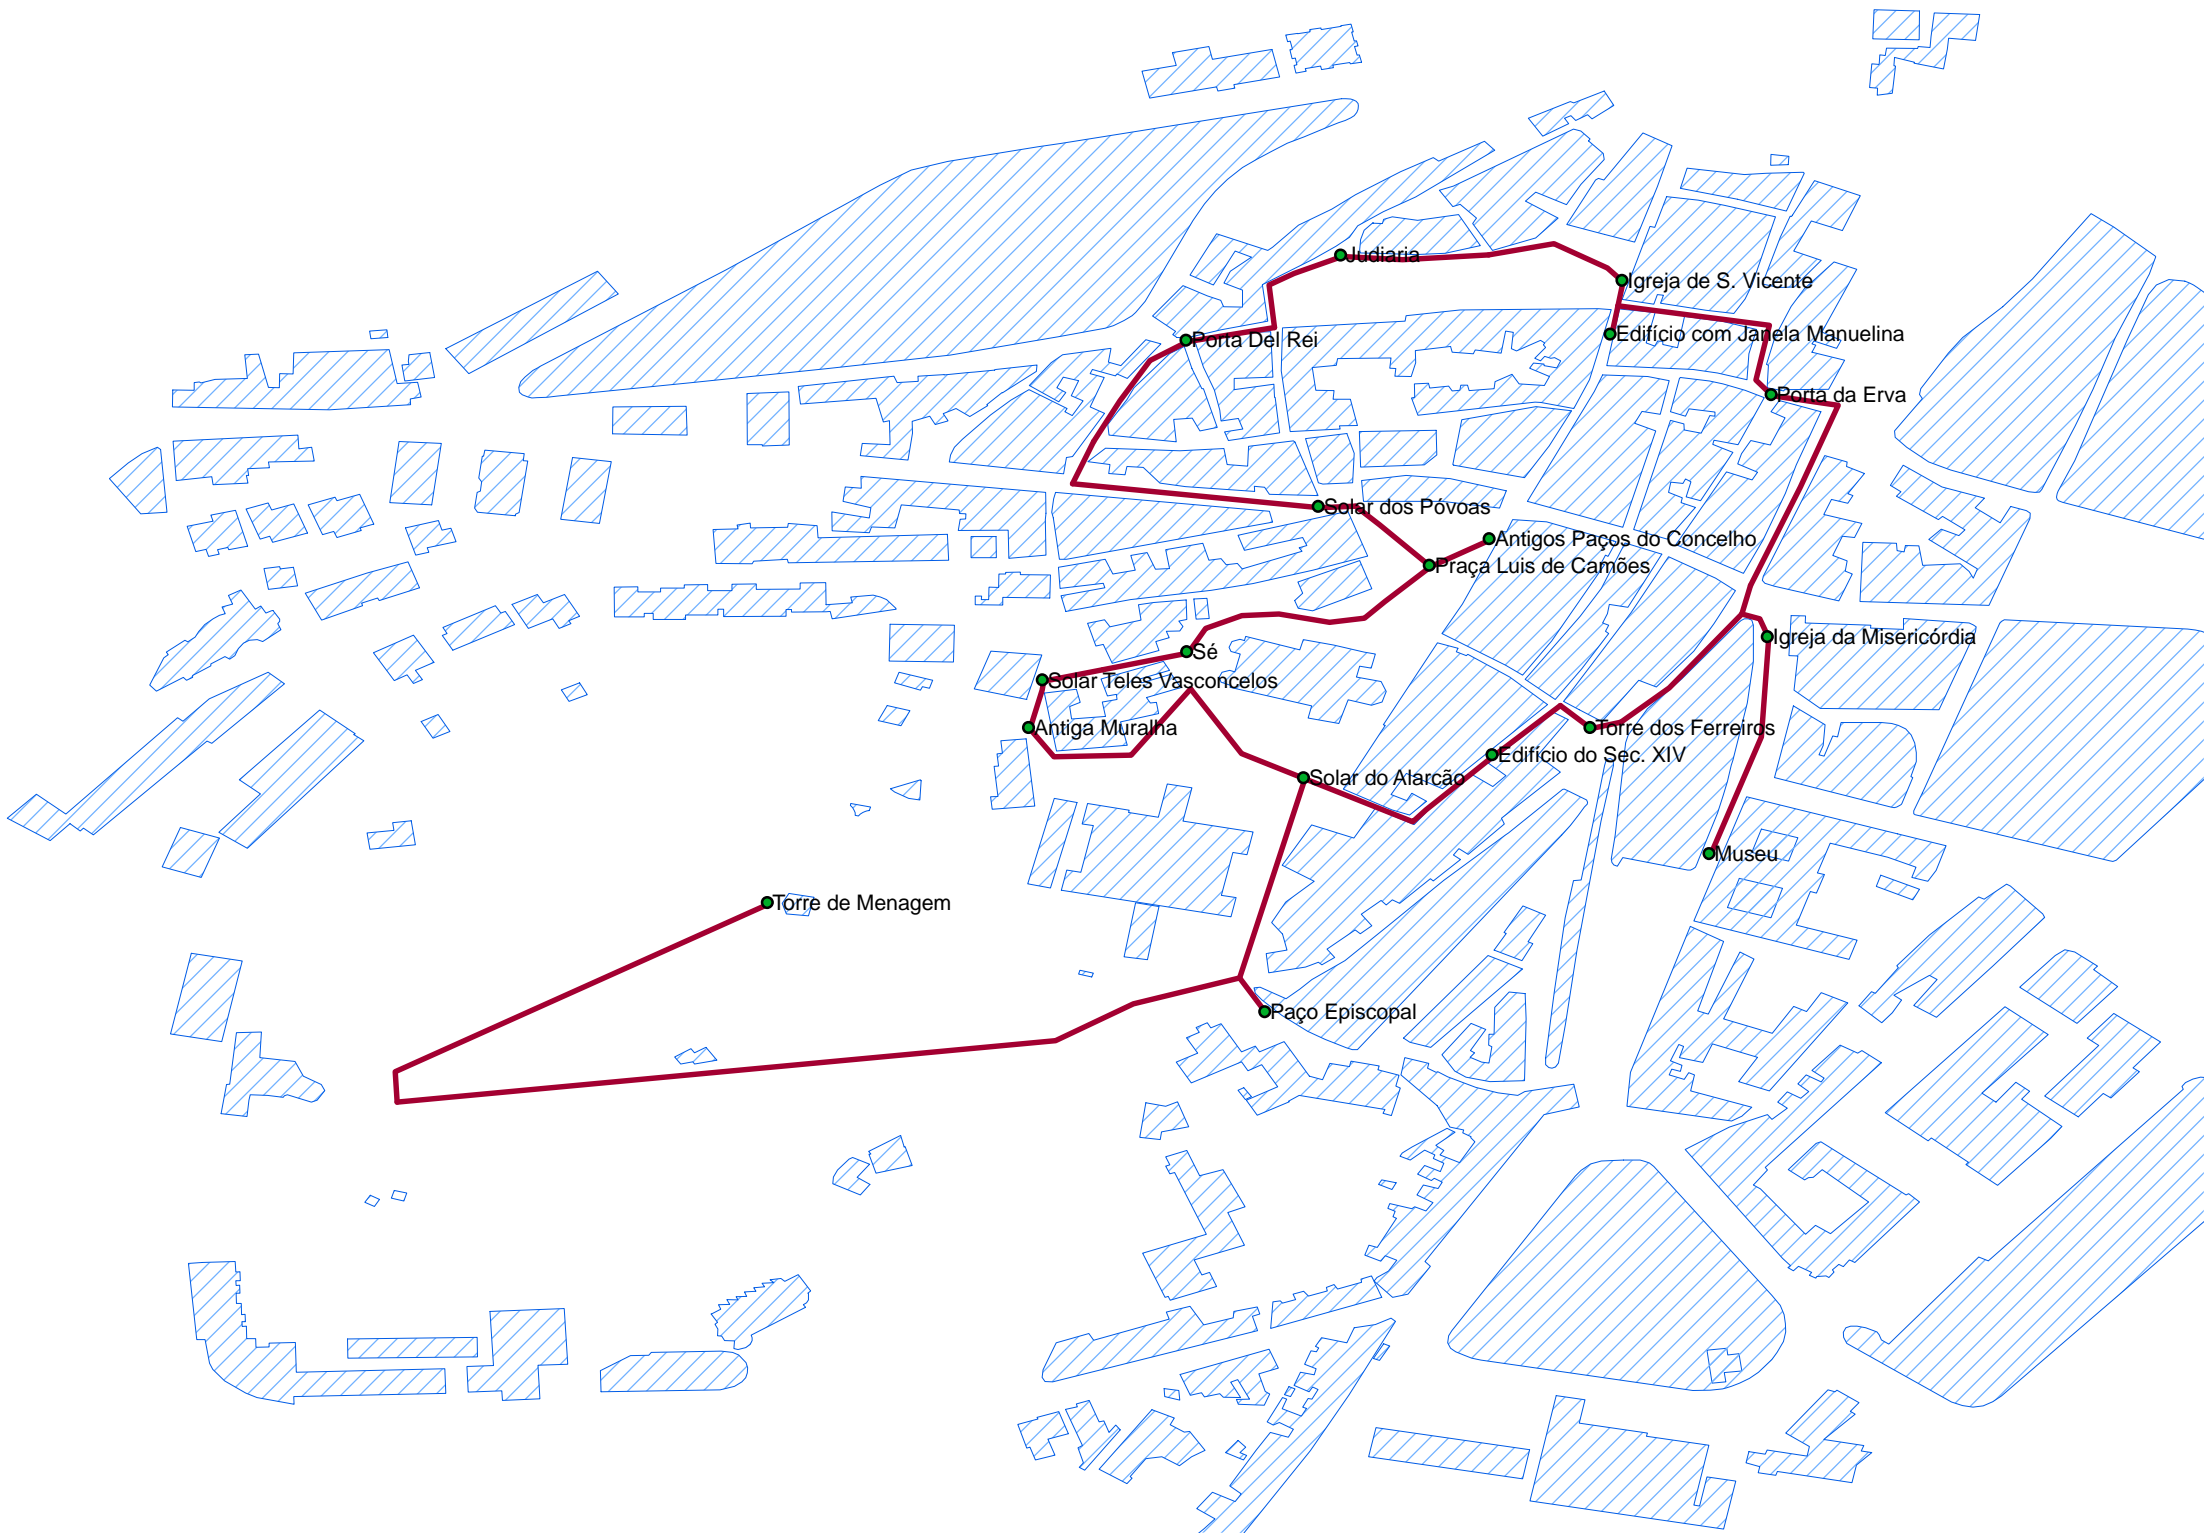 Judiaria
Igreja de S. Vicente
Edifício com Janela Manuelina
Porta Del Rei
Porta da Erva
Solar dos Póvoas
Antigos Paços do Concelho
Praça Luis de Camões
Igreja da Misericórdia
Sé
Solar Teles Vasconcelos
Antiga Muralha
Torre dos Ferreiros
Edifício do Sec. XIV
Solar do Alarcão
Museu
Torre de Menagem
Paço Episcopal